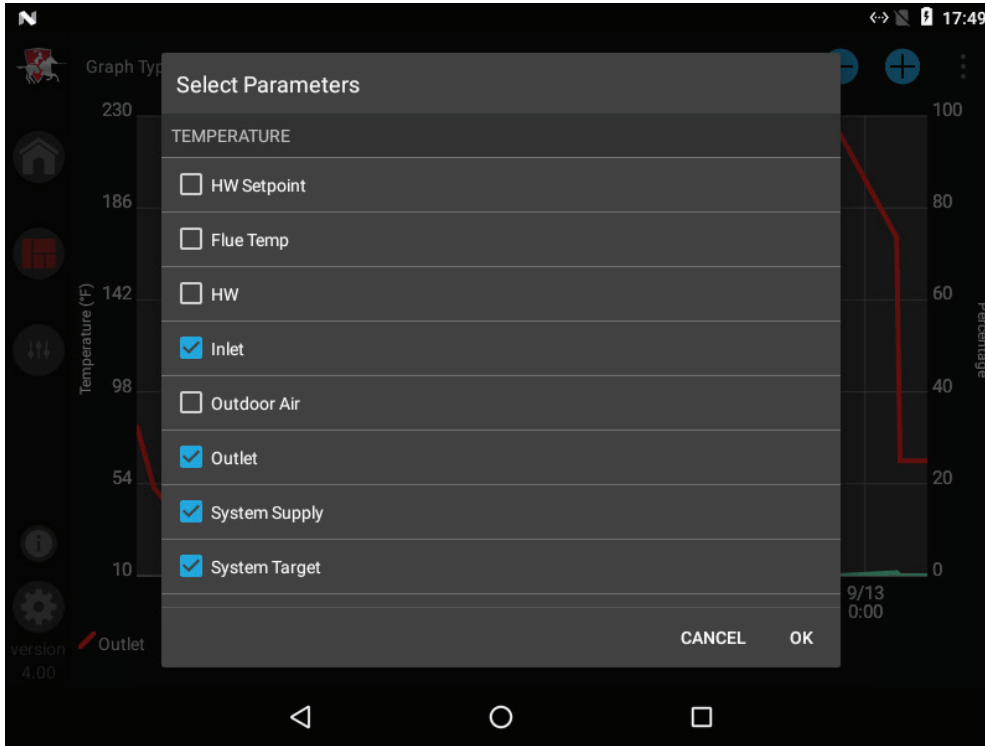 17:49
Graph Typ
Select Parameters
TEMPERATURE
HW Setpoint
Flue Temp
HW
Inlet
Outdoor Air
Outlet
System Supply
System Target
CANCEL OK
230
186
142
98
54
10
Temperature (°F)
100
80
60
40
20
0
Percentage
9/13
0:00
Outlet
version
4.00